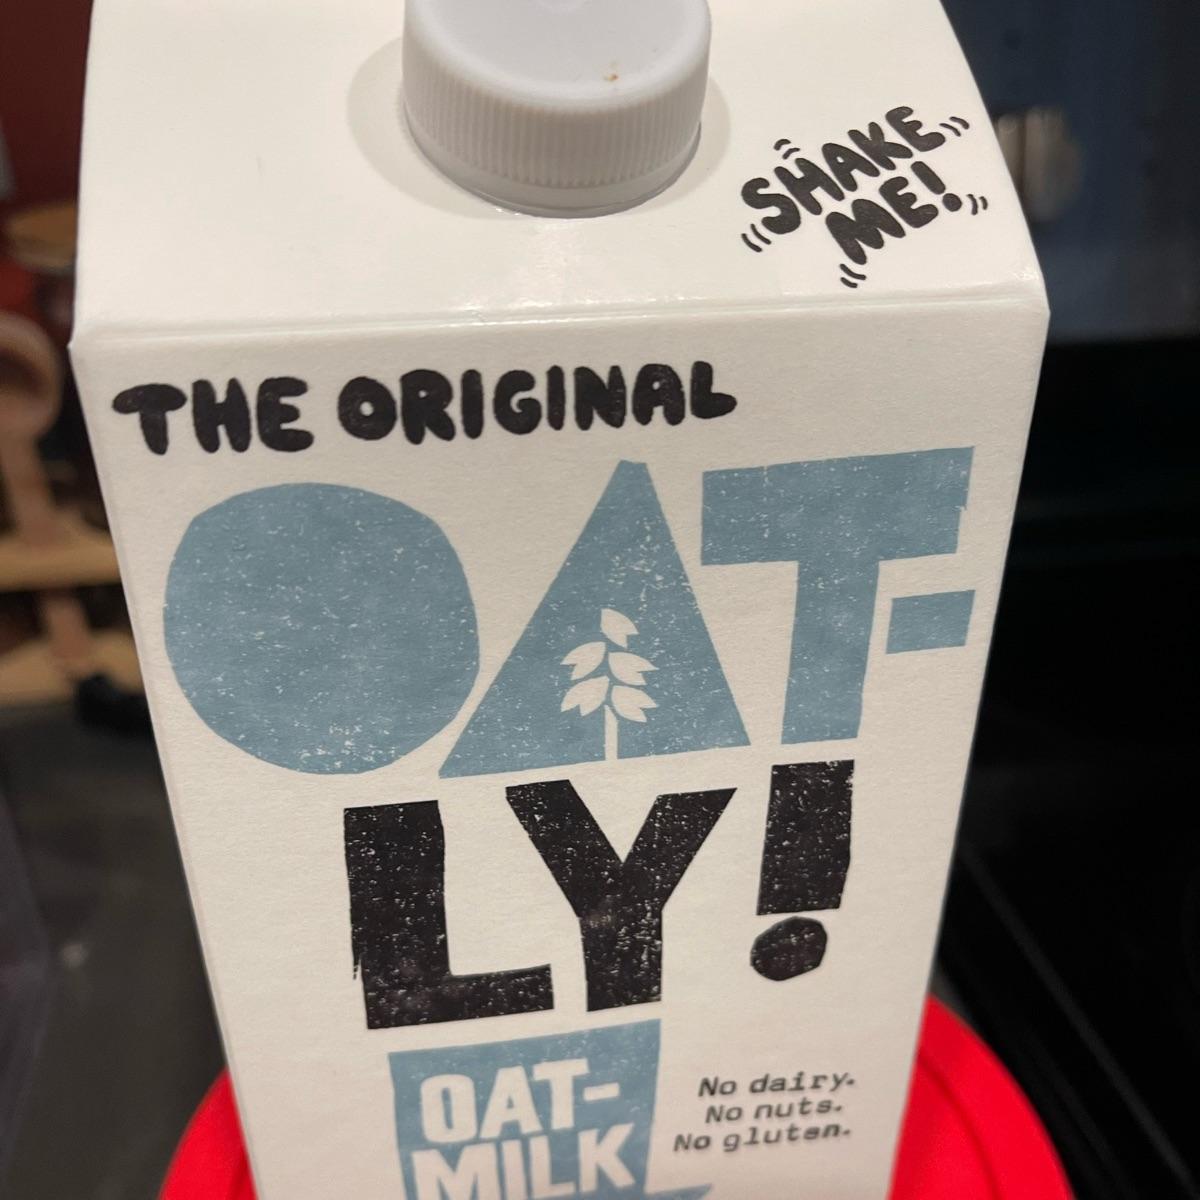 SHAKE
ME!
THE ORIGINAL
OAT-
LY!
OAT-
MILK
No dairy.
No nuts.
No gluten.